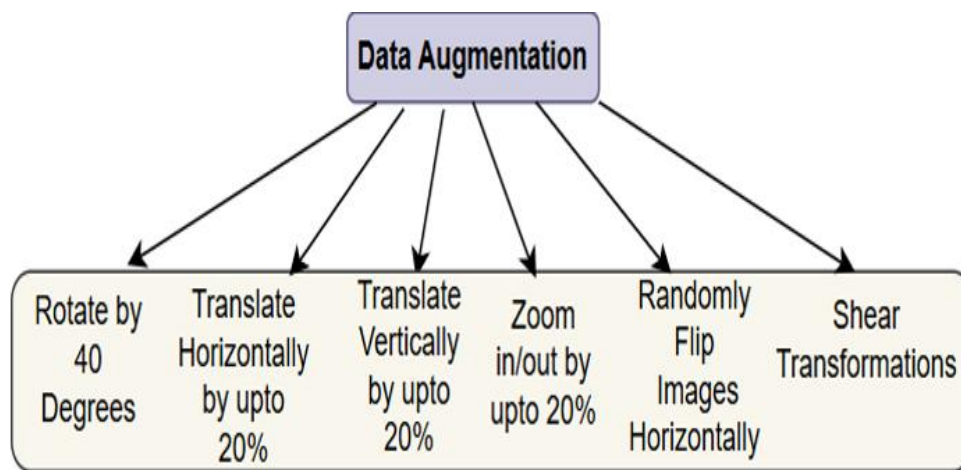 Data Augmentation
Rotate by
40
Degrees
Translate
Horizontally
by upto
20%
Translate
Vertically
by upto
20%
Zoom
in/out by
upto 20%
Randomly
Flip
Images
Horizontally
Shear
Transformations